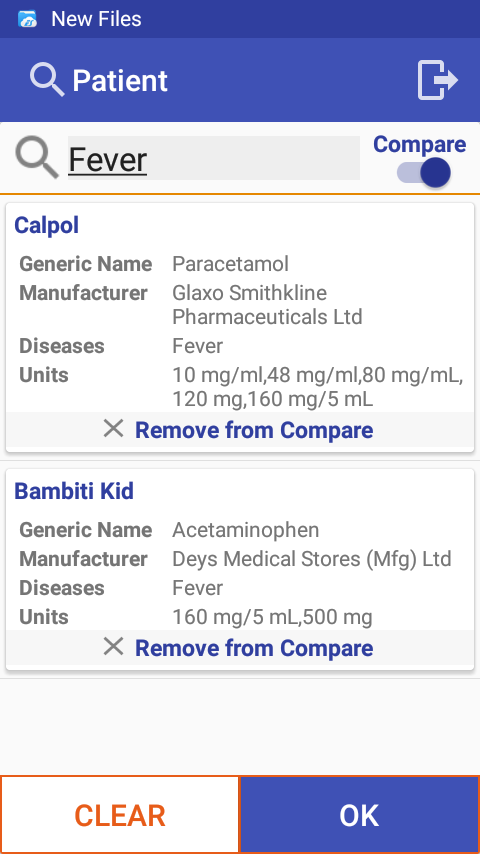 New Files
Patient
Fever
Compare
Calpol
Generic Name Paracetamol
Manufacturer Glaxo Smithkline
Pharmaceuticals Ltd
Diseases Fever
Units 10 mg/ml,48 mg/ml,80 mg/mL,
120 mg,160 mg/5 mL
Remove from Compare
Bambiti Kid
Generic Name Acetaminophen
Manufacturer Deys Medical Stores (Mfg) Ltd
Diseases Fever
Units 160 mg/5 mL,500 mg
Remove from Compare
CLEAR
OK